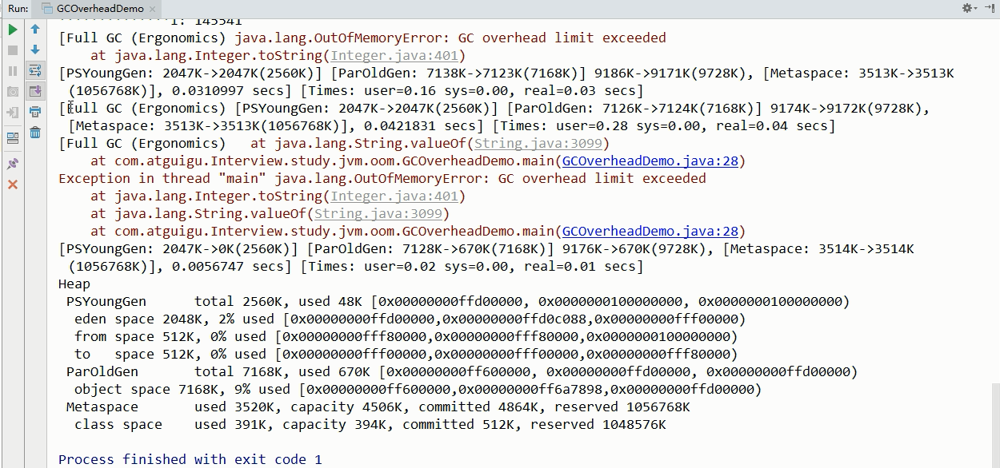 Run: GCOverheadDemo
i: 145541
[Full GC (Ergonomics) java.lang.OutOfMemoryError: GC overhead limit exceeded
at java.lang.Integer.toString(Integer.java:401)
[PSYoungGen: 2047K->2047K(2560K)] [ParOldGen: 7138K->7123K(7168K)] 9186K->9171K(9728K), [Metaspace: 3513K->3513K
(1056768K)], 0.0310997 secs] [Times: user=0.16 sys=0.00, real=0.03 secs]
[Full GC (Ergonomics) [PSYoungGen: 2047K->2047K(2560K)] [ParOldGen: 7126K->7124K(7168K)] 9174K->9172K(9728K),
[Metaspace: 3513K->3513K(1056768K)], 0.0421831 secs] [Times: user=0.28 sys=0.00, real=0.04 secs]
[Full GC (Ergonomics)   at java.lang.String.valueOf(String.java:3099)
at com.atguigu.Interview.study.jvm.oom.GCOverheadDemo.main(GCOverheadDemo.java:28)
Exception in thread "main" java.lang.OutOfMemoryError: GC overhead limit exceeded
at java.lang.Integer.toString(Integer.java:401)
at java.lang.String.valueOf(String.java:3099)
at com.atguigu.Interview.study.jvm.oom.GCOverheadDemo.main(GCOverheadDemo.java:28)
[PSYoungGen: 2047K->0K(2560K)] [ParOldGen: 7128K->670K(7168K)] 9176K->670K(9728K), [Metaspace: 3514K->3514K
(1056768K)], 0.0056747 secs] [Times: user=0.02 sys=0.00, real=0.01 secs]
Heap
PSYoungGen      total 2560K, used 48K [0x00000000ffd00000, 0x0000000100000000, 0x0000000100000000)
eden space 2048K, 2% used [0x00000000ffd00000,0x00000000ffd0c088,0x00000000fff00000)
from space 512K, 0% used [0x00000000fff80000,0x00000000fff80000,0x0000000100000000)
to   space 512K, 0% used [0x00000000fff00000,0x00000000fff00000,0x00000000fff80000)
ParOldGen       total 7168K, used 670K [0x00000000ff600000, 0x00000000ffd00000, 0x00000000ffd00000)
object space 7168K, 9% used [0x00000000ff600000,0x00000000ff6a7898,0x00000000ffd00000)
Metaspace       used 3520K, capacity 4506K, committed 4864K, reserved 1056768K
class space    used 391K, capacity 394K, committed 512K, reserved 1048576K
Process finished with exit code 1